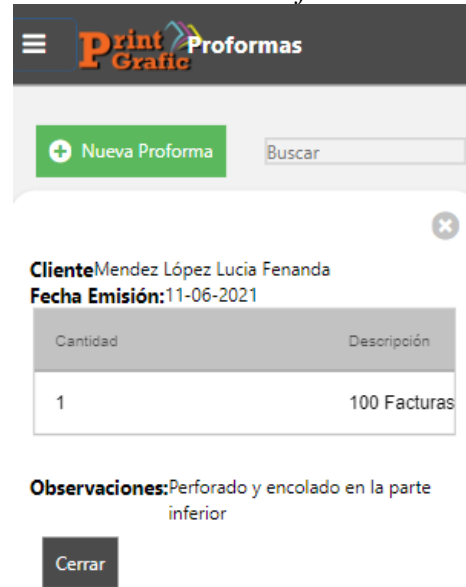 Print Grafic Proformas
Nueva Proforma Buscar
ClienteMendez López Lucia Fenanda
Fecha Emisión:11-06-2021
Cantidad Descripción
1 100 Facturas
Observaciones:Perforado y encolado en la parte
inferior
Cerrar